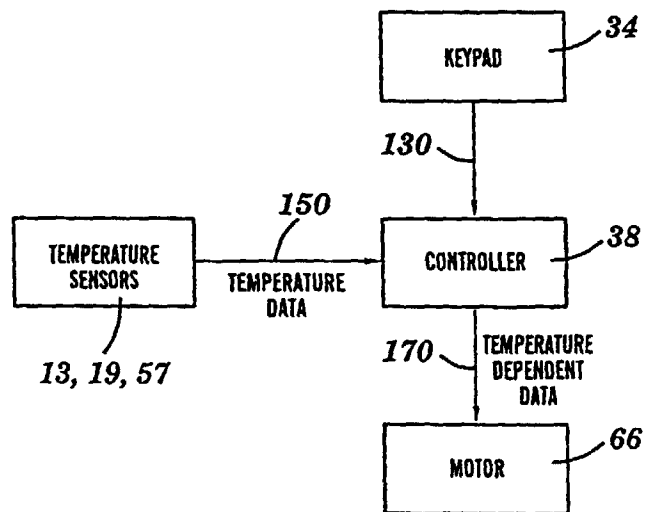 34
KEYPAD
130
150
38
TEMPERATURE
SENSORS
TEMPERATURE
DATA
CONTROLLER
13, 19, 57
170
TEMPERATURE
DEPENDENT
DATA
66
MOTOR